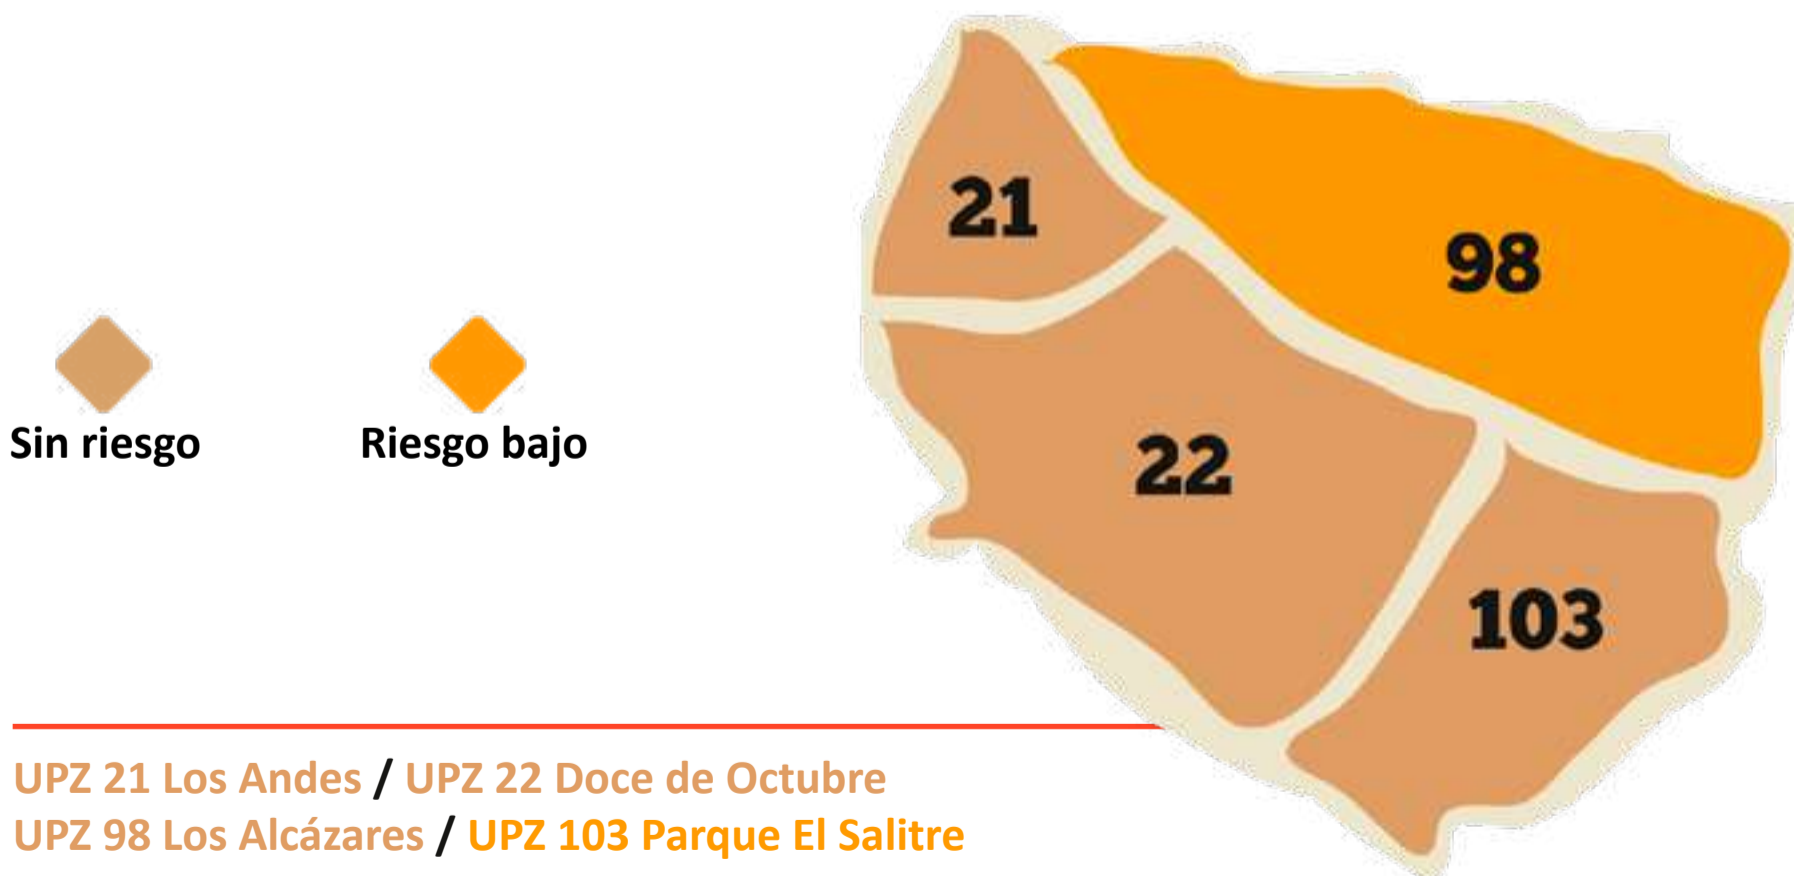 21
98
Sin riesgo
Riesgo bajo
22
103
UPZ 21 Los Andes / UPZ 22 Doce de Octubre
UPZ 98 Los Alcázares / UPZ 103 Parque El Salitre